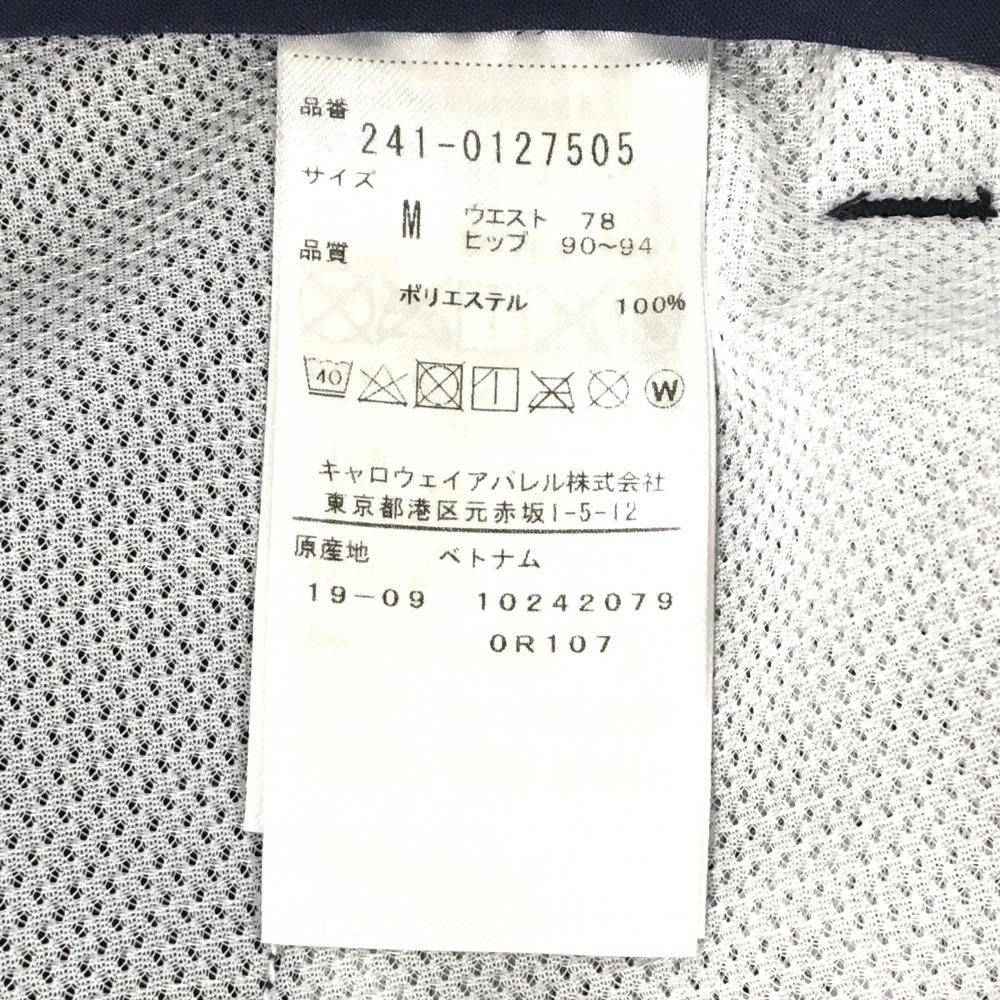 品番
241-0127505
サイズ
M ウエスト 78
ヒップ 90~94
品質
ポリエステル 100%
40 W
キャロウェイアパレル株式会社
東京都港区元赤坂1-5-12
原産地 ベトナム
19-09 10242079
0R107